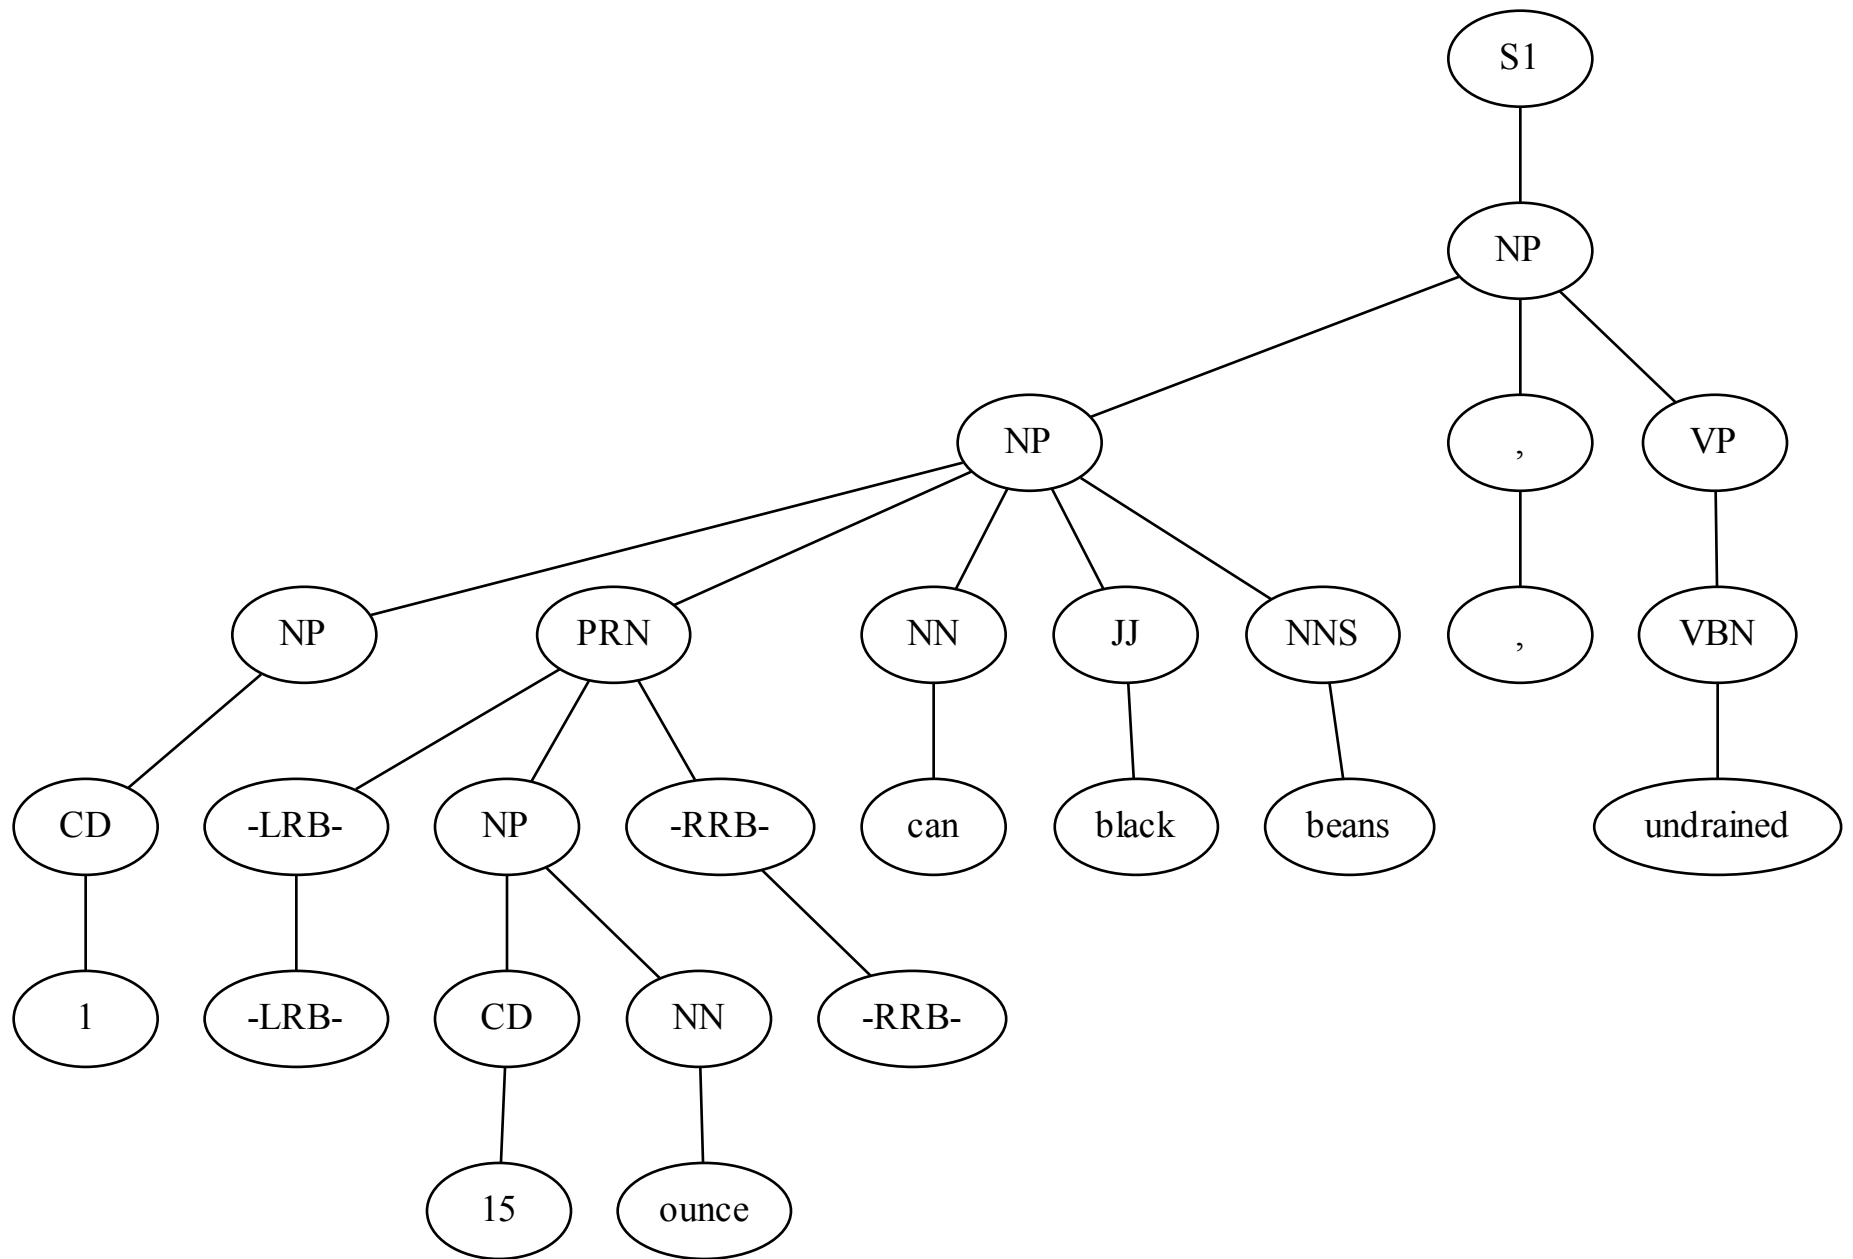 S1
NP
NP , VP
NP PRN NN JJ NNS , VBN
CD -LRB- NP -RRB- can black beans undrained
1 -LRB- CD NN -RRB-
15 ounce